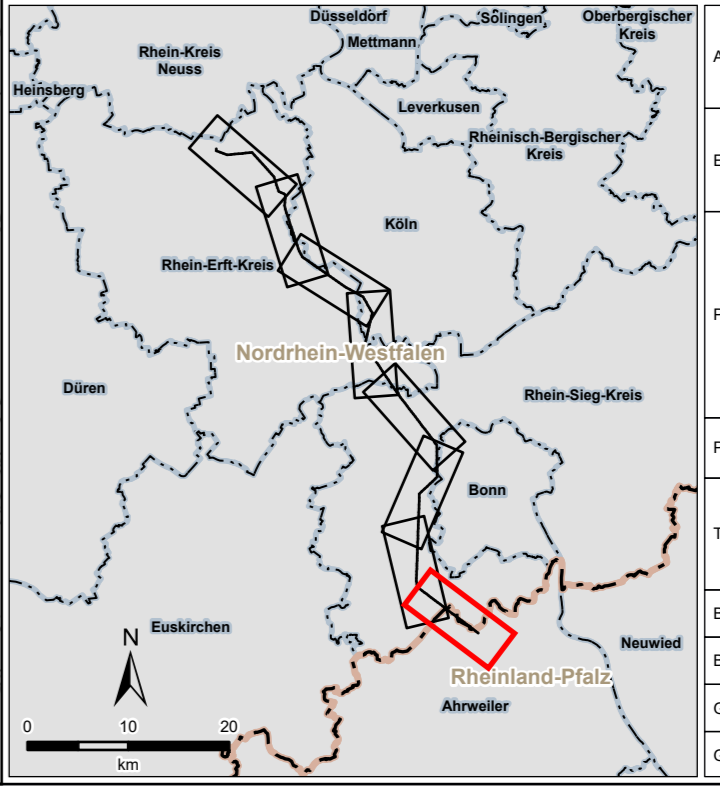 Düsseldorf
Sölingen
Oberbergischer
Kreis
Mettmann
Rhein-Kreis
Neuss
Heinsberg
Leverkusen
Rheinisch-Bergischer
Kreis
Köln
Rhein-Erft-Kreis
Nordrhein-Westfalen
Düren
Rhein-Sieg-Kreis
Bonn
Euskirchen
N
Neuwied
Rheinland-Pfalz
Ahrweiler
0 10 20
km